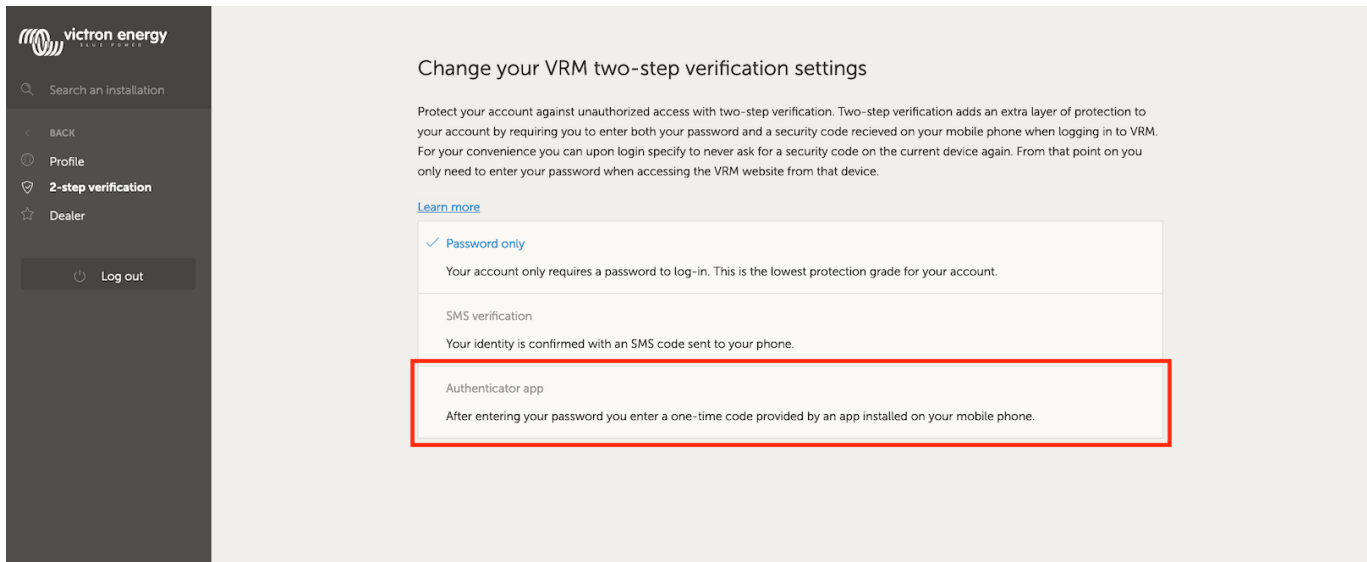 victron energy
BLUE POWER
Search an installation
BACK
Profile
2-step verification
Dealer
Log out
Change your VRM two-step verification settings
Protect your account against unauthorized access with two-step verification. Two-step verification adds an extra layer of protection to
your account by requiring you to enter both your password and a security code recieved on your mobile phone when logging in to VRM.
For your convenience you can upon login specify to never ask for a security code on the current device again. From that point on you
only need to enter your password when accessing the VRM website from that device.
Learn more
Password only
Your account only requires a password to log-in. This is the lowest protection grade for your account.
SMS verification
Your identity is confirmed with an SMS code sent to your phone.
Authenticator app
After entering your password you enter a one-time code provided by an app installed on your mobile phone.